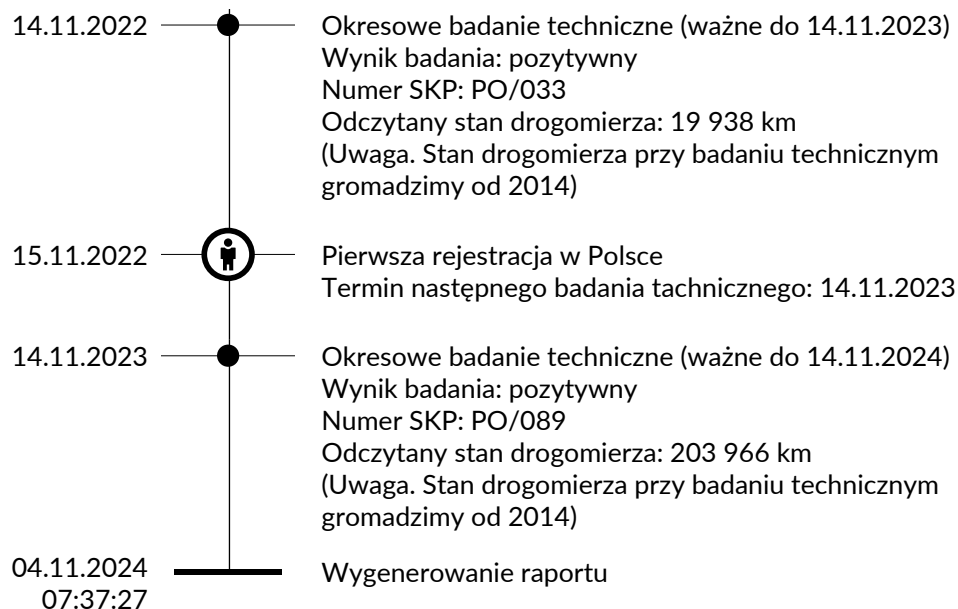 14.11.2022
Okresowe badanie techniczne (ważne do 14.11.2023)
Wynik badania: pozytywny
Numer SKP: PO/033
Odczytany stan drogomierza: 19 938 km
(Uwaga. Stan drogomierza przy badaniu technicznym
gromadzimy od 2014)
15.11.2022
Pierwsza rejestracja w Polsce
Termin następnego badania tachnicznego: 14.11.2023
14.11.2023
Okresowe badanie techniczne (ważne do 14.11.2024)
Wynik badania: pozytywny
Numer SKP: PO/089
Odczytany stan drogomierza: 203 966 km
(Uwaga. Stan drogomierza przy badaniu technicznym
gromadzimy od 2014)
04.11.2024
07:37:27
Wygenerowanie raportu